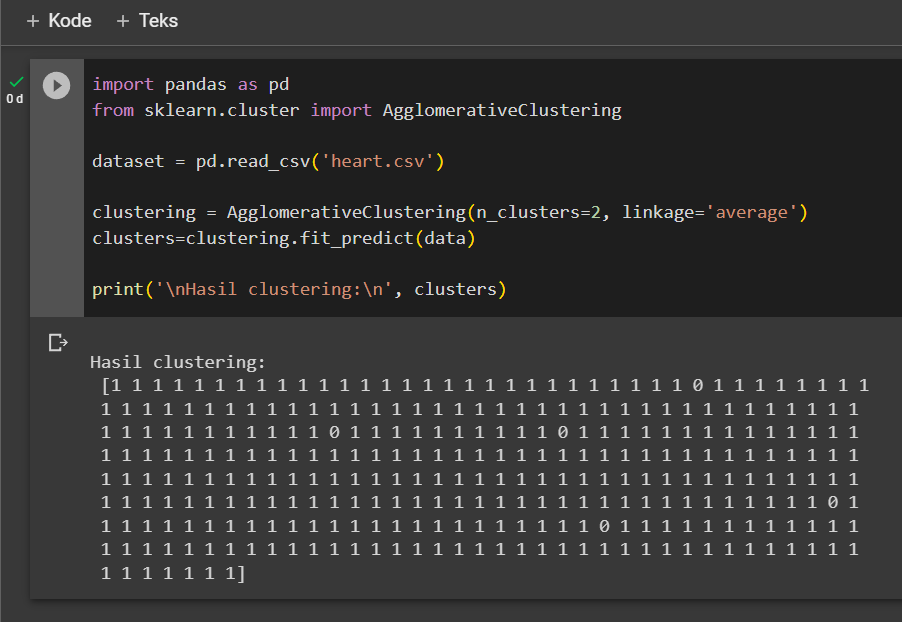 + Kode + Teks
0 d
import pandas as pd
from sklearn.cluster import AgglomerativeClustering
dataset = pd.read_csv('heart.csv')
clustering = AgglomerativeClustering(n_clusters=2, linkage='average')
clusters=clustering.fit_predict(data)
print('\nHasil clustering:\n', clusters)
Hasil clustering:
[1 1 1 1 1 1 1 1 1 1 1 1 1 1 1 1 1 1 1 1 1 1 1 1 1 1 1 1 0 1 1 1 1 1 1 1 1
1 1 1 1 1 1 1 1 1 1 1 1 1 1 1 1 1 1 1 1 1 1 1 1 1 1 1 1 1 1 1 1 1 1 1 1 1
1 1 1 1 1 1 1 1 1 1 1 0 1 1 1 1 1 1 1 1 1 1 0 1 1 1 1 1 1 1 1 1 1 1 1 1 1
1 1 1 1 1 1 1 1 1 1 1 1 1 1 1 1 1 1 1 1 1 1 1 1 1 1 1 1 1 1 1 1 1 1 1 1 1
1 1 1 1 1 1 1 1 1 1 1 1 1 1 1 1 1 1 1 1 1 1 1 1 1 1 1 1 1 1 1 1 1 1 1 1 1
1 1 1 1 1 1 1 1 1 1 1 1 1 1 1 1 1 1 1 1 1 1 1 1 1 1 1 1 1 1 1 1 1 1 1 0 1
1 1 1 1 1 1 1 1 1 1 1 1 1 1 1 1 1 1 1 1 1 1 1 1 0 1 1 1 1 1 1 1 1 1 1 1 1
1 1 1 1 1 1 1 1 1 1 1 1 1 1 1 1 1 1 1 1 1 1 1 1 1 1 1 1 1 1 1 1 1 1 1 1 1
1 1 1 1 1 1 1]